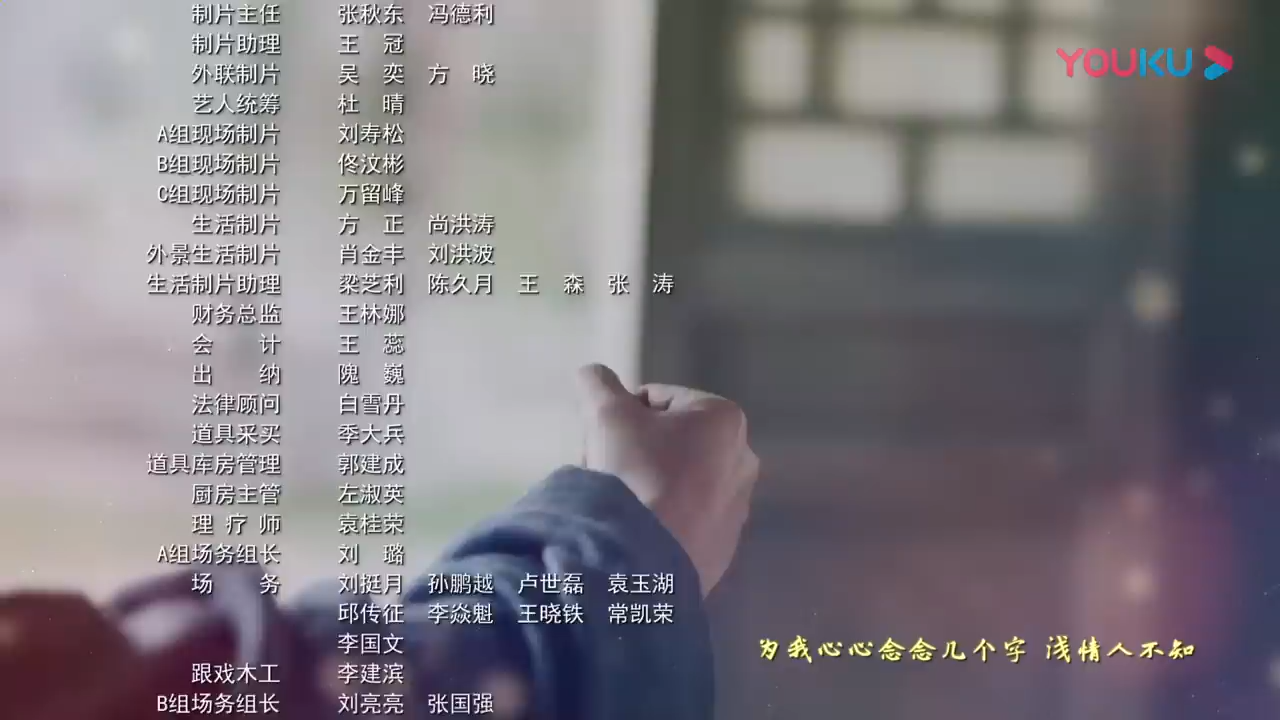 制片主任 张秋东 冯德利
YOUKU
制片助理 王 冠
外联制片 吴 奕 方 晓
艺人统筹 杜 晴
A组现场制片 刘寿松
B组现场制片 佟汶彬
C组现场制片 万留峰
生活制片 方 正 尚洪涛
外景生活制片 肖金丰 刘洪波
生活制片助理 梁芝利 陈久月 王 森 张 涛
财务总监 王林娜
会 计 王 蕊
出 纳 隗 巍
法律顾问 白雪丹
道具采买 季大兵
道具库房管理 郭建成
厨房主管 左淑英
理 疗 师 袁桂荣
A组场务组长 刘 璐
场 务 刘挺月 孙鹏越 卢世磊 袁玉湖
邱传征 李焱魁 王晓铁 常凯荣
李国文
为我心心念念几个字 浅情人不知
跟戏木工 李建滨
B组场务组长 刘亮亮 张国强